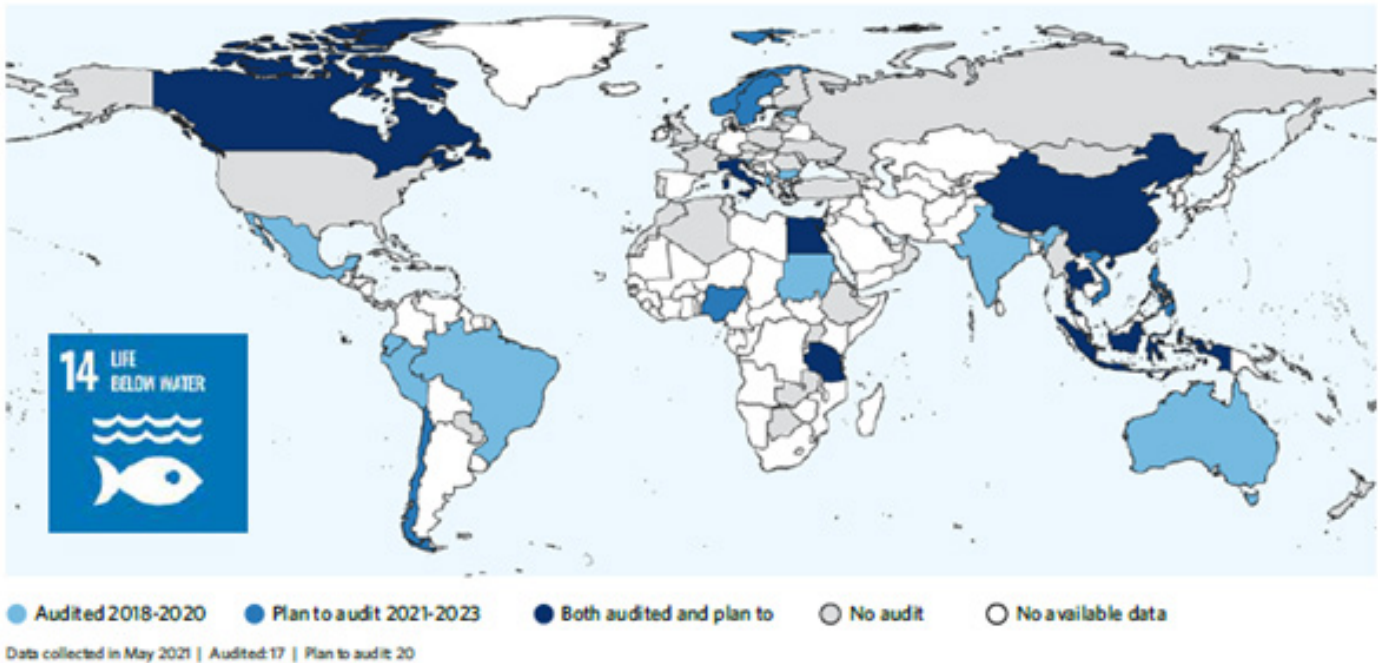 14 LIFE
BELOW WATER
Audited 2018-2020 Plan to audit 2021-2023 Both audited and plan to No audit No available data
Data collected in May 2021 | Audited: 17 | Plan to audit: 20